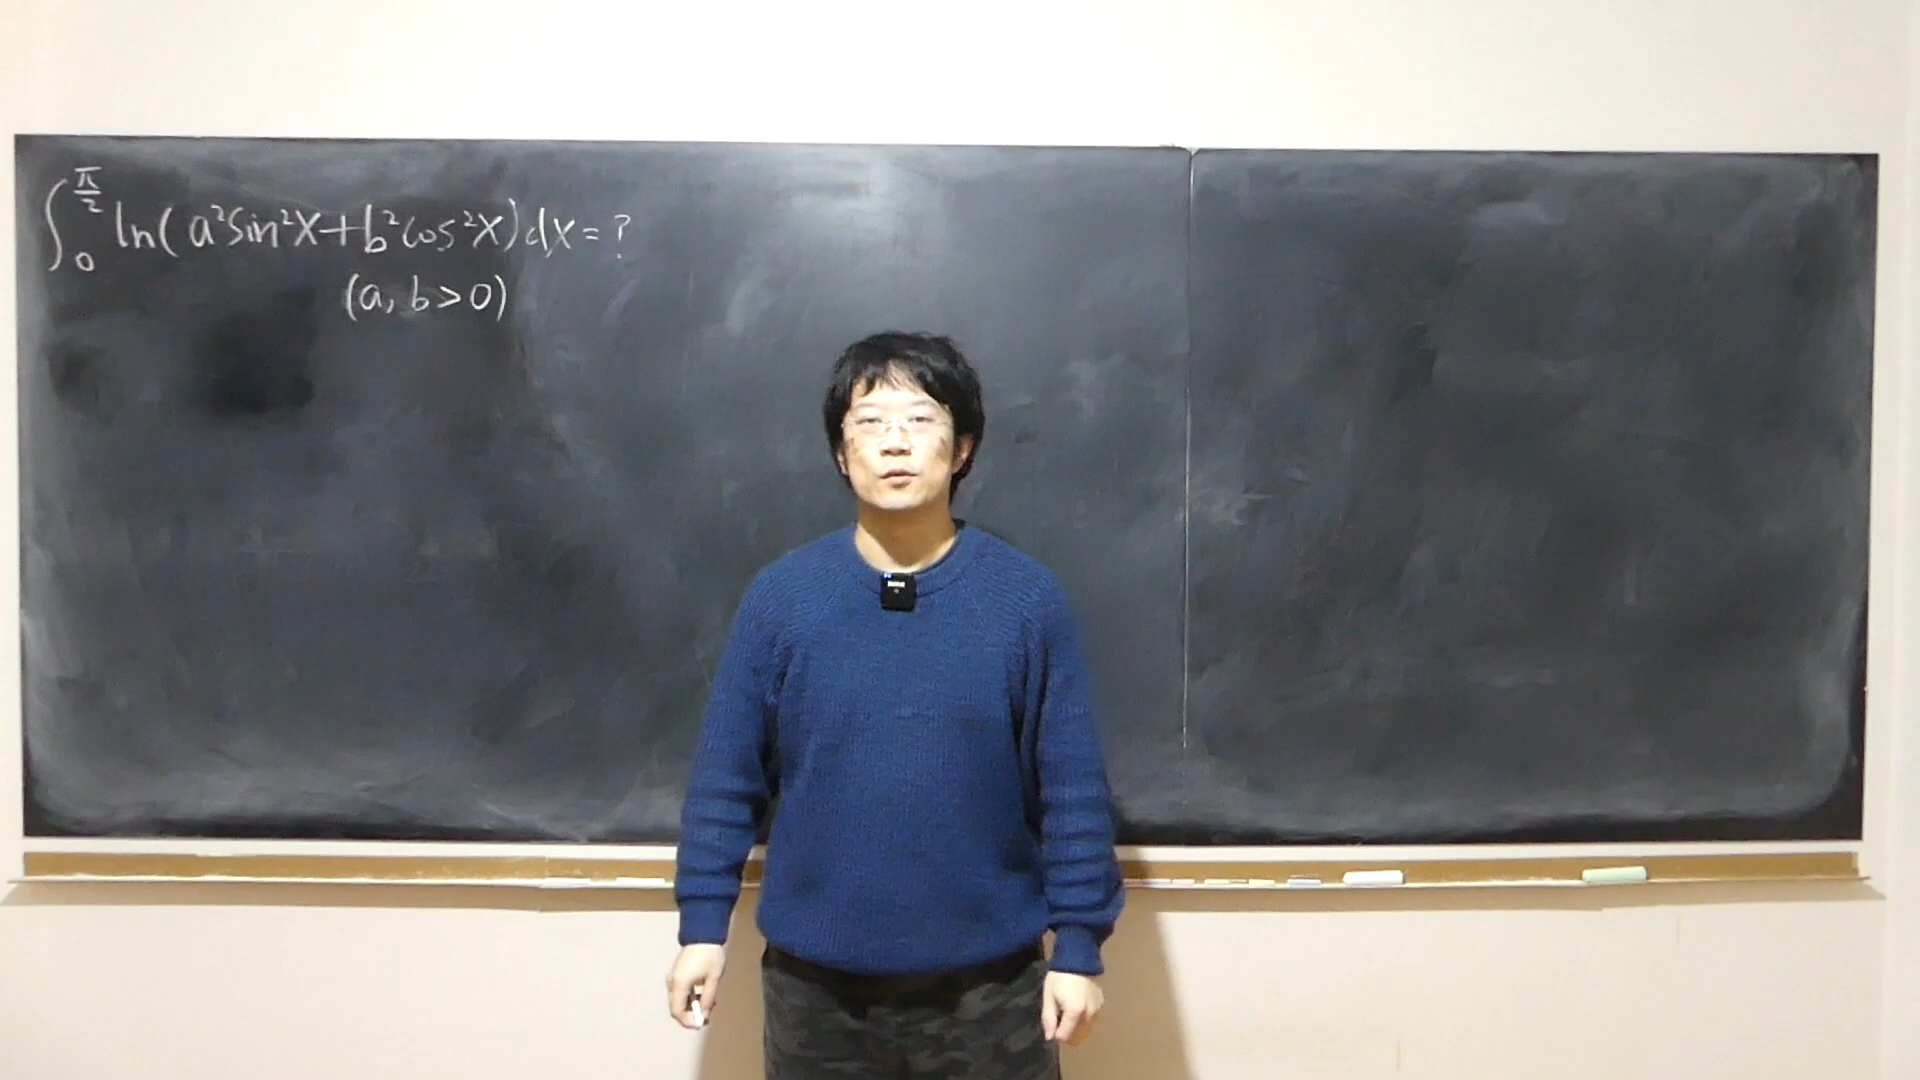 ∫₀^(π/2) ln(a²sin²x+b²cos²x)dx=?
(a, b>0)